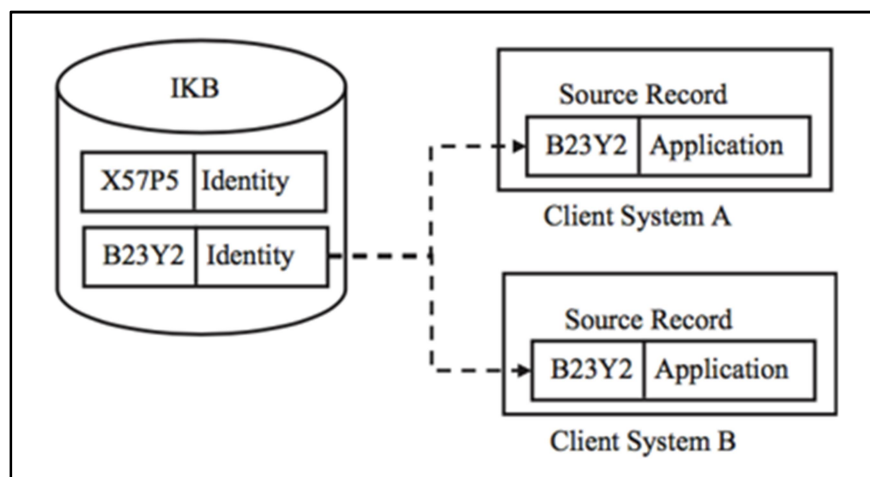 IKB
X57P5 Identity
B23Y2 Identity
Source Record
B23Y2 Application
Client System A
Source Record
B23Y2 Application
Client System B